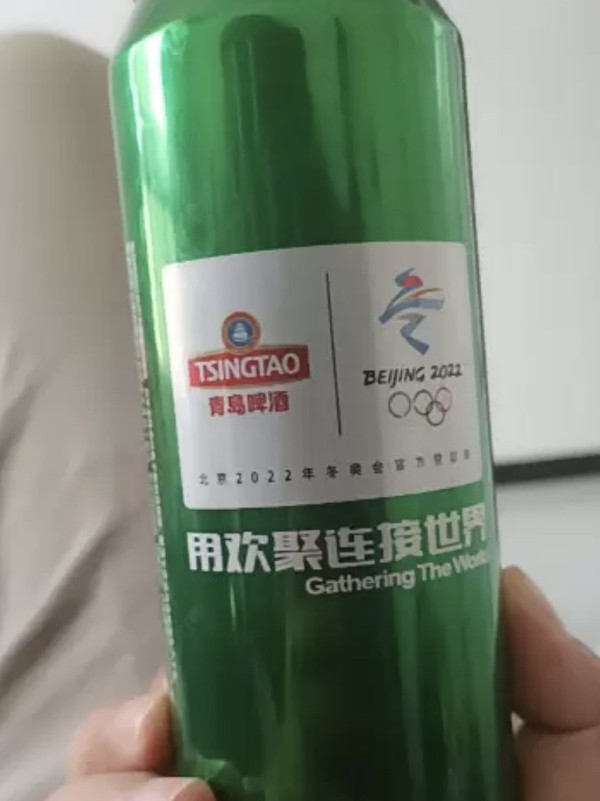 TSINGTAO
青岛啤酒
BEIJING 2022
北京2022年冬奥会官方赞助商
用欢聚连接世界
Gathering The World